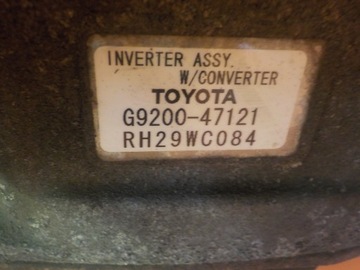 INVERTER ASSY.
W/CONVERTER
TOYOTA
G9200-47121
RH29WC084